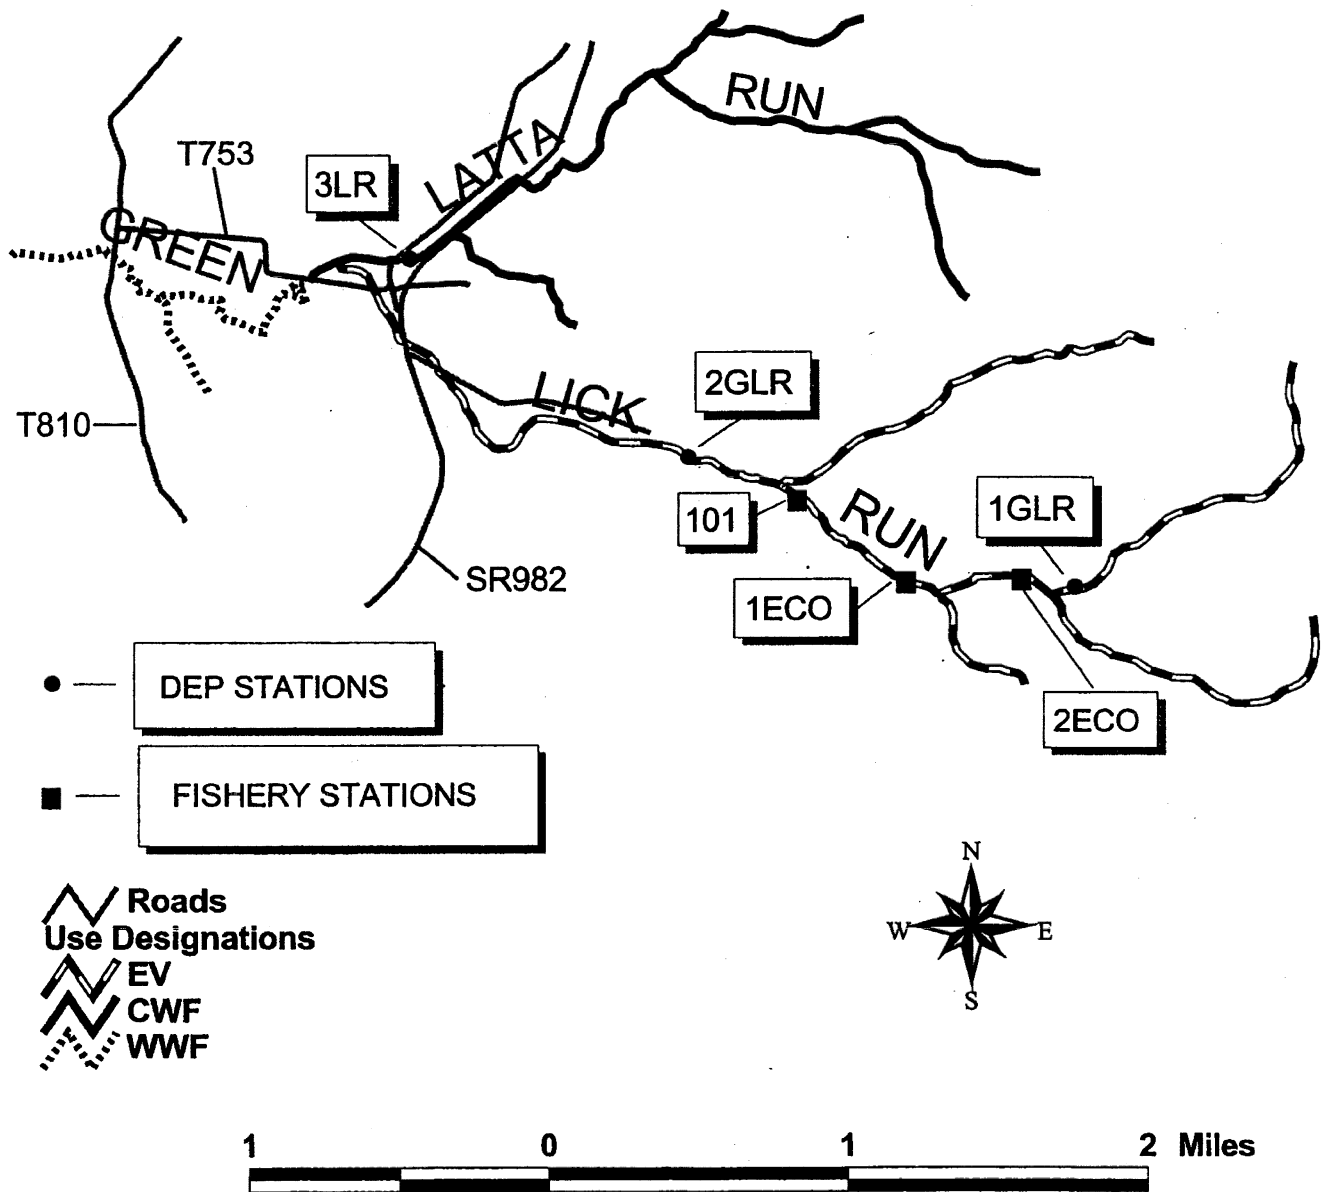 RUN
LATTA
T753
3LR
GREEN
LICK
2GLR
T810
101
RUN
1GLR
SR982
1ECO
2ECO
DEP STATIONS
FISHERY STATIONS
Roads
Use Designations
EV
CWF
WWF
N
W E
S
1 0 1 2 Miles